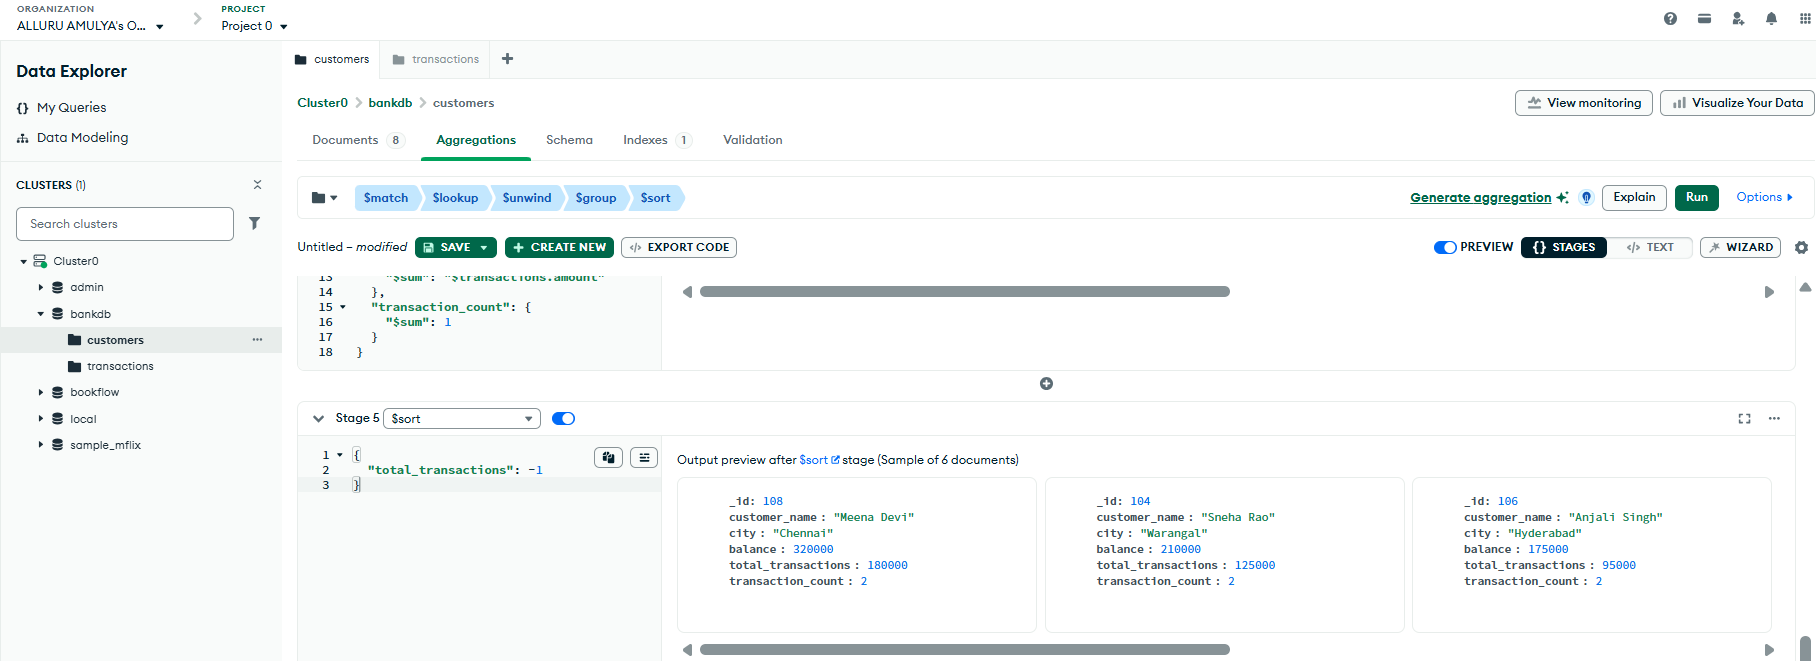 ORGANIZATION
ALLURU AMULYA's O...
PROJECT
Project 0
Data Explorer
My Queries
Data Modeling
CLUSTERS (1)
Search clusters
Cluster0
admin
bankdb
customers
transactions
bookflow
local
sample_mflix
customers
transactions
Cluster0 > bankdb > customers
View monitoring
Visualize Your Data
Documents 8
Aggregations
Schema
Indexes 1
Validation
$match
$lookup
$unwind
$group
$sort
Generate aggregation
Explain
Run
Options
Untitled – modified
SAVE
+ CREATE NEW
</> EXPORT CODE
PREVIEW
{} STAGES
</> TEXT
WIZARD
13 "$sum": "$transactions.amount"
14 },
15 "transaction_count": {
16 "$sum": 1
17 }
18 }
Stage 5 $sort
1 {
2 "total_transactions": -1
3 }
Output preview after $sort stage (Sample of 6 documents)
_id: 108
customer_name : "Meena Devi"
city : "Chennai"
balance : 320000
total_transactions : 180000
transaction_count : 2
_id: 104
customer_name : "Sneha Rao"
city : "Warangal"
balance : 210000
total_transactions : 125000
transaction_count : 2
_id: 106
customer_name : "Anjali Singh"
city : "Hyderabad"
balance : 175000
total_transactions : 95000
transaction_count : 2